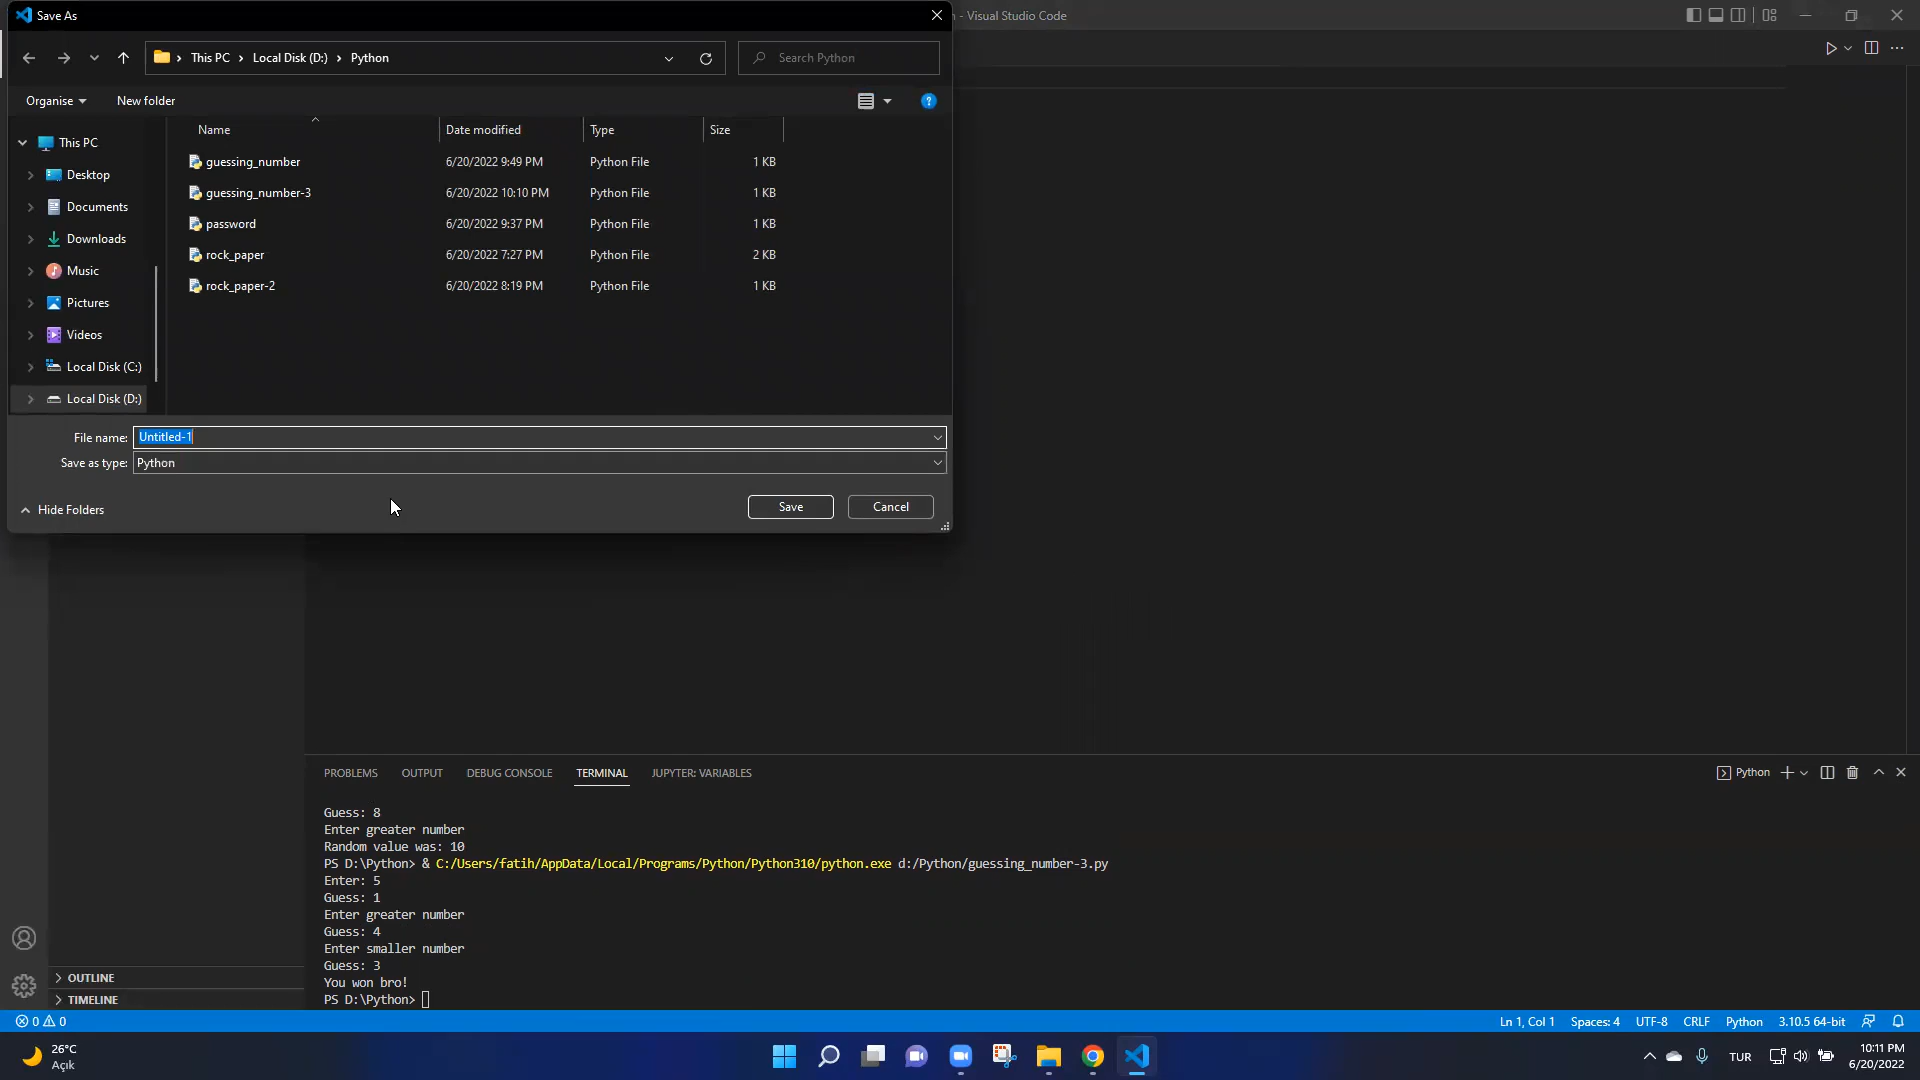 Save As
- Visual Studio Code
This PC
Local Disk (D:)
Python
Search Python
Organise
New folder
Name
Date modified
Type
Size
This PC
Desktop
Documents
Downloads
Music
Pictures
Videos
Local Disk (C:)
Local Disk (D:)
guessing_number 6/20/2022 9:49 PM Python File 1 KB
guessing_number-3 6/20/2022 10:10 PM Python File 1 KB
password 6/20/2022 9:37 PM Python File 1 KB
rock_paper 6/20/2022 7:27 PM Python File 2 KB
rock_paper-2 6/20/2022 8:19 PM Python File 1 KB
File name: Untitled-1
Save as type: Python
Hide Folders
Save
Cancel
PROBLEMS
OUTPUT
DEBUG CONSOLE
TERMINAL
JUPYTER: VARIABLES
Python
Guess: 8
Enter greater number
Random value was: 10
PS D:\Python> & C:/Users/fatih/AppData/Local/Programs/Python/Python310/python.exe d:/Python/guessing_number-3.py
Enter: 5
Guess: 1
Enter greater number
Guess: 4
Enter smaller number
Guess: 3
You won bro!
PS D:\Python>
OUTLINE
TIMELINE
0 0
Ln 1, Col 1
Spaces: 4
UTF-8
CRLF
Python
3.10.5 64-bit
26°C
Açık
TUR
10:11 PM
6/20/2022